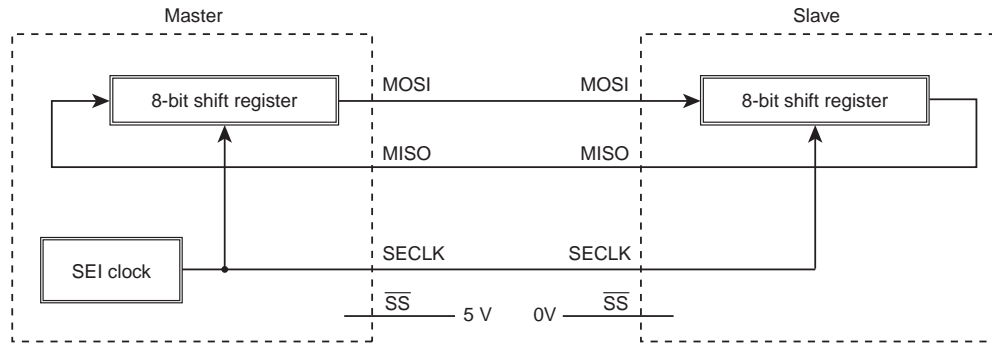 Master
Slave
8-bit shift register
MOSI
MOSI
8-bit shift register
MISO
MISO
SEI clock
SECLK
SECLK
SS
5 V
0V
SS